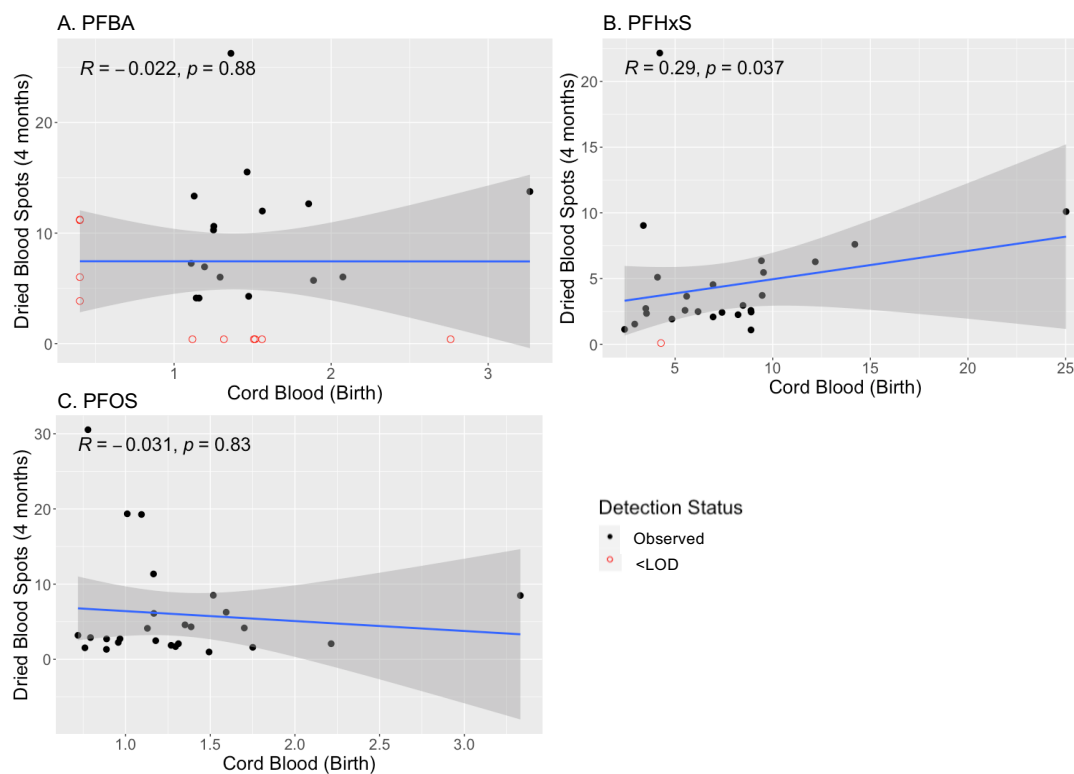 A. PFBA
R = −0.022, p = 0.88
Dried Blood Spots (4 months)
20
10
0
1
2
3
Cord Blood (Birth)
B. PFHxS
R = 0.29, p = 0.037
Dried Blood Spots (4 months)
20
15
10
5
0
5
10
15
20
25
Cord Blood (Birth)
C. PFOS
R = −0.031, p = 0.83
Dried Blood Spots (4 months)
30
20
10
0
1.0
1.5
2.0
2.5
3.0
Cord Blood (Birth)
Detection Status
Observed
<LOD